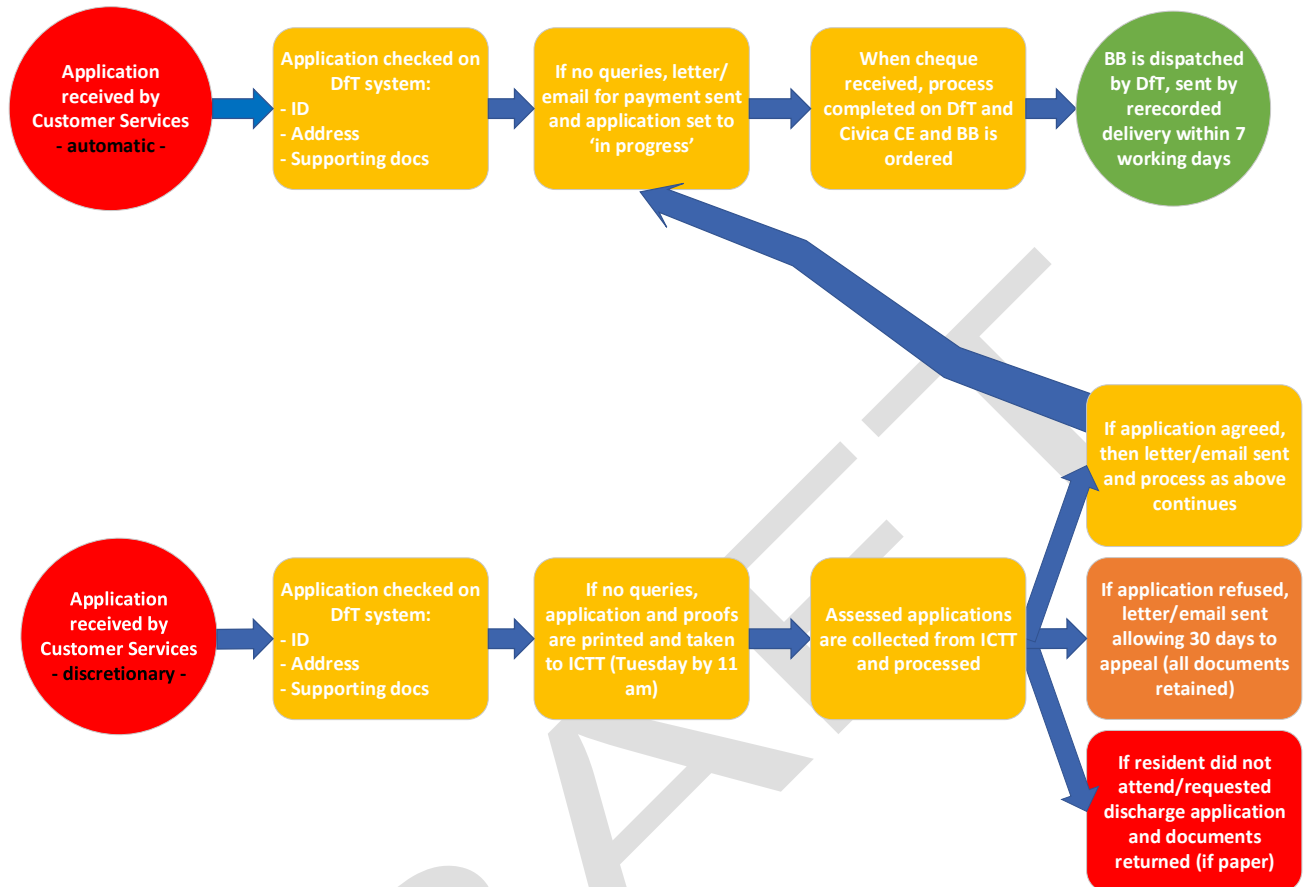 Application
received by
Customer Services
- automatic -
Application checked on
DfT system:
- ID
- Address
- Supporting docs
If no queries, letter/
email for payment sent
and application set to
‘in progress’
When cheque
received, process
completed on DfT and
Civica CE and BB is
ordered
BB is dispatched
by DfT, sent by
rerecorded
delivery within 7
working days
If application agreed,
then letter/email sent
and process as above
continues
Application
received by
Customer Services
- discretionary -
Application checked on
DfT system:
- ID
- Address
- Supporting docs
If no queries,
application and proofs
are printed and taken
to ICTT (Tuesday by 11
am)
Assessed applications
are collected from ICTT
and processed
If application refused,
letter/email sent
allowing 30 days to
appeal (all documents
retained)
If resident did not
attend/requested
discharge application
and documents
returned (if paper)